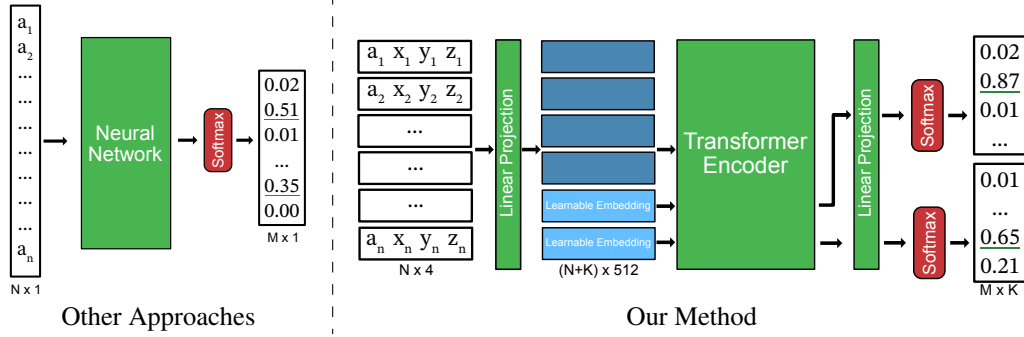 a1
a2
...
...
...
...
...
...
...
an
N x 1
Neural
Network
Softmax
0.02
0.51
0.01
...
0.35
0.00
M x 1
Other Approaches
a1 x1 y1 z1
a2 x2 y2 z2
...
...
...
an xn yn zn
N x 4
Linear Projection
Learnable Embedding
Learnable Embedding
(N+K) x 512
Transformer
Encoder
Linear Projection
Softmax
Softmax
0.02
0.87
0.01
...
0.01
...
0.65
0.21
M x K
Our Method